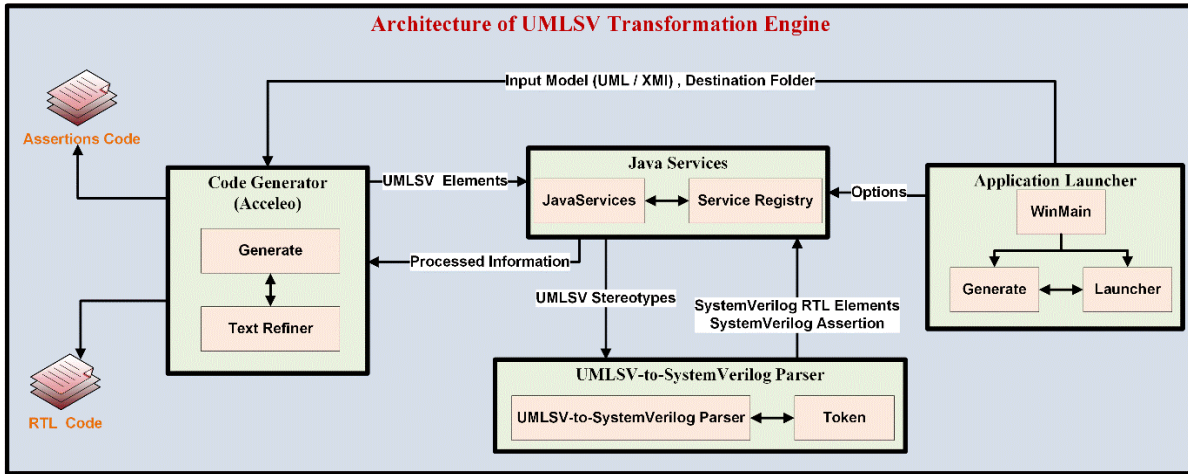 Architecture of UMLSV Transformation Engine
Input Model (UML / XMI) , Destination Folder
Assertions Code
Code Generator
(Acceleo)
Generate
Text Refiner
RTL Code
UMLSV Elements
Processed Information
Java Services
JavaServices
Service Registry
Options
Application Launcher
WinMain
Generate
Launcher
UMLSV Stereotypes
SystemVerilog RTL Elements
SystemVerilog Assertion
UMLSV-to-SystemVerilog Parser
UMLSV-to-SystemVerilog Parser
Token